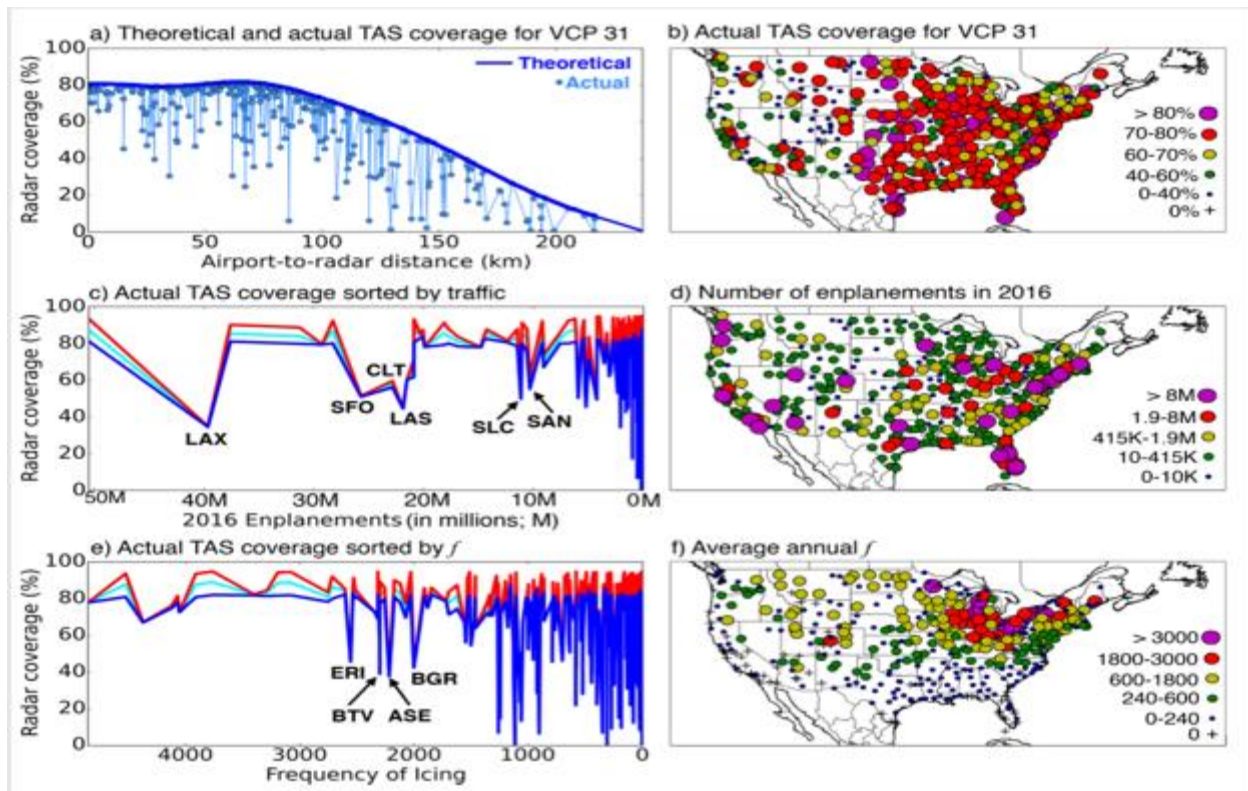 a) Theoretical and actual TAS coverage for VCP 31
Radar coverage (%)
100
80
60
40
20
0
Theoretical
Actual
0 50 100 150 200
Airport-to-radar distance (km)
b) Actual TAS coverage for VCP 31
> 80%
70-80%
60-70%
40-60%
0-40%
0% +
c) Actual TAS coverage sorted by traffic
Radar coverage (%)
100
80
60
40
20
0
LAX
SFO
CLT
LAS
SLC
SAN
50M 40M 30M 20M 10M 0M
2016 Enplanements (in millions; M)
d) Number of enplanements in 2016
> 8M
1.9-8M
415K-1.9M
10-415K
0-10K
e) Actual TAS coverage sorted by f
Radar coverage (%)
100
80
60
40
20
0
ERI
BTV
ASE
BGR
4000 3000 2000 1000 0
Frequency of Icing
f) Average annual f
> 3000
1800-3000
600-1800
240-600
0-240
0 +